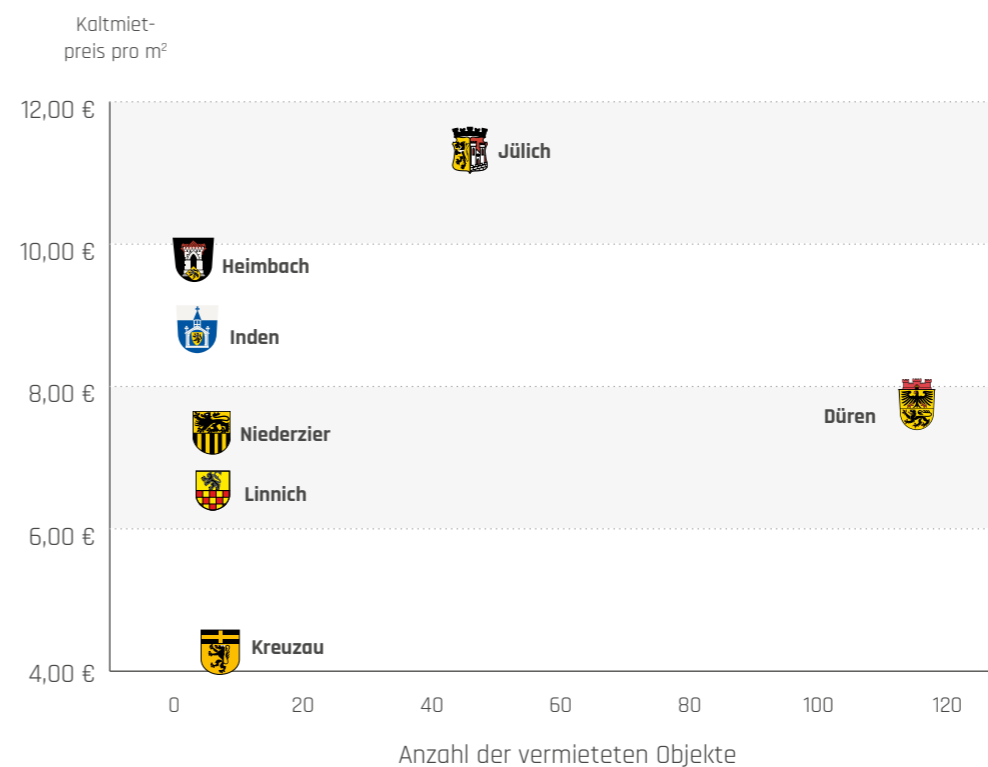 Kaltmiet-
preis pro m²
12,00 €
Jülich
10,00 €
Heimbach
Inden
8,00 €
Düren
Niederzier
Linnich
6,00 €
Kreuzau
4,00 €
0 20 40 60 80 100 120
Anzahl der vermieteten Objekte